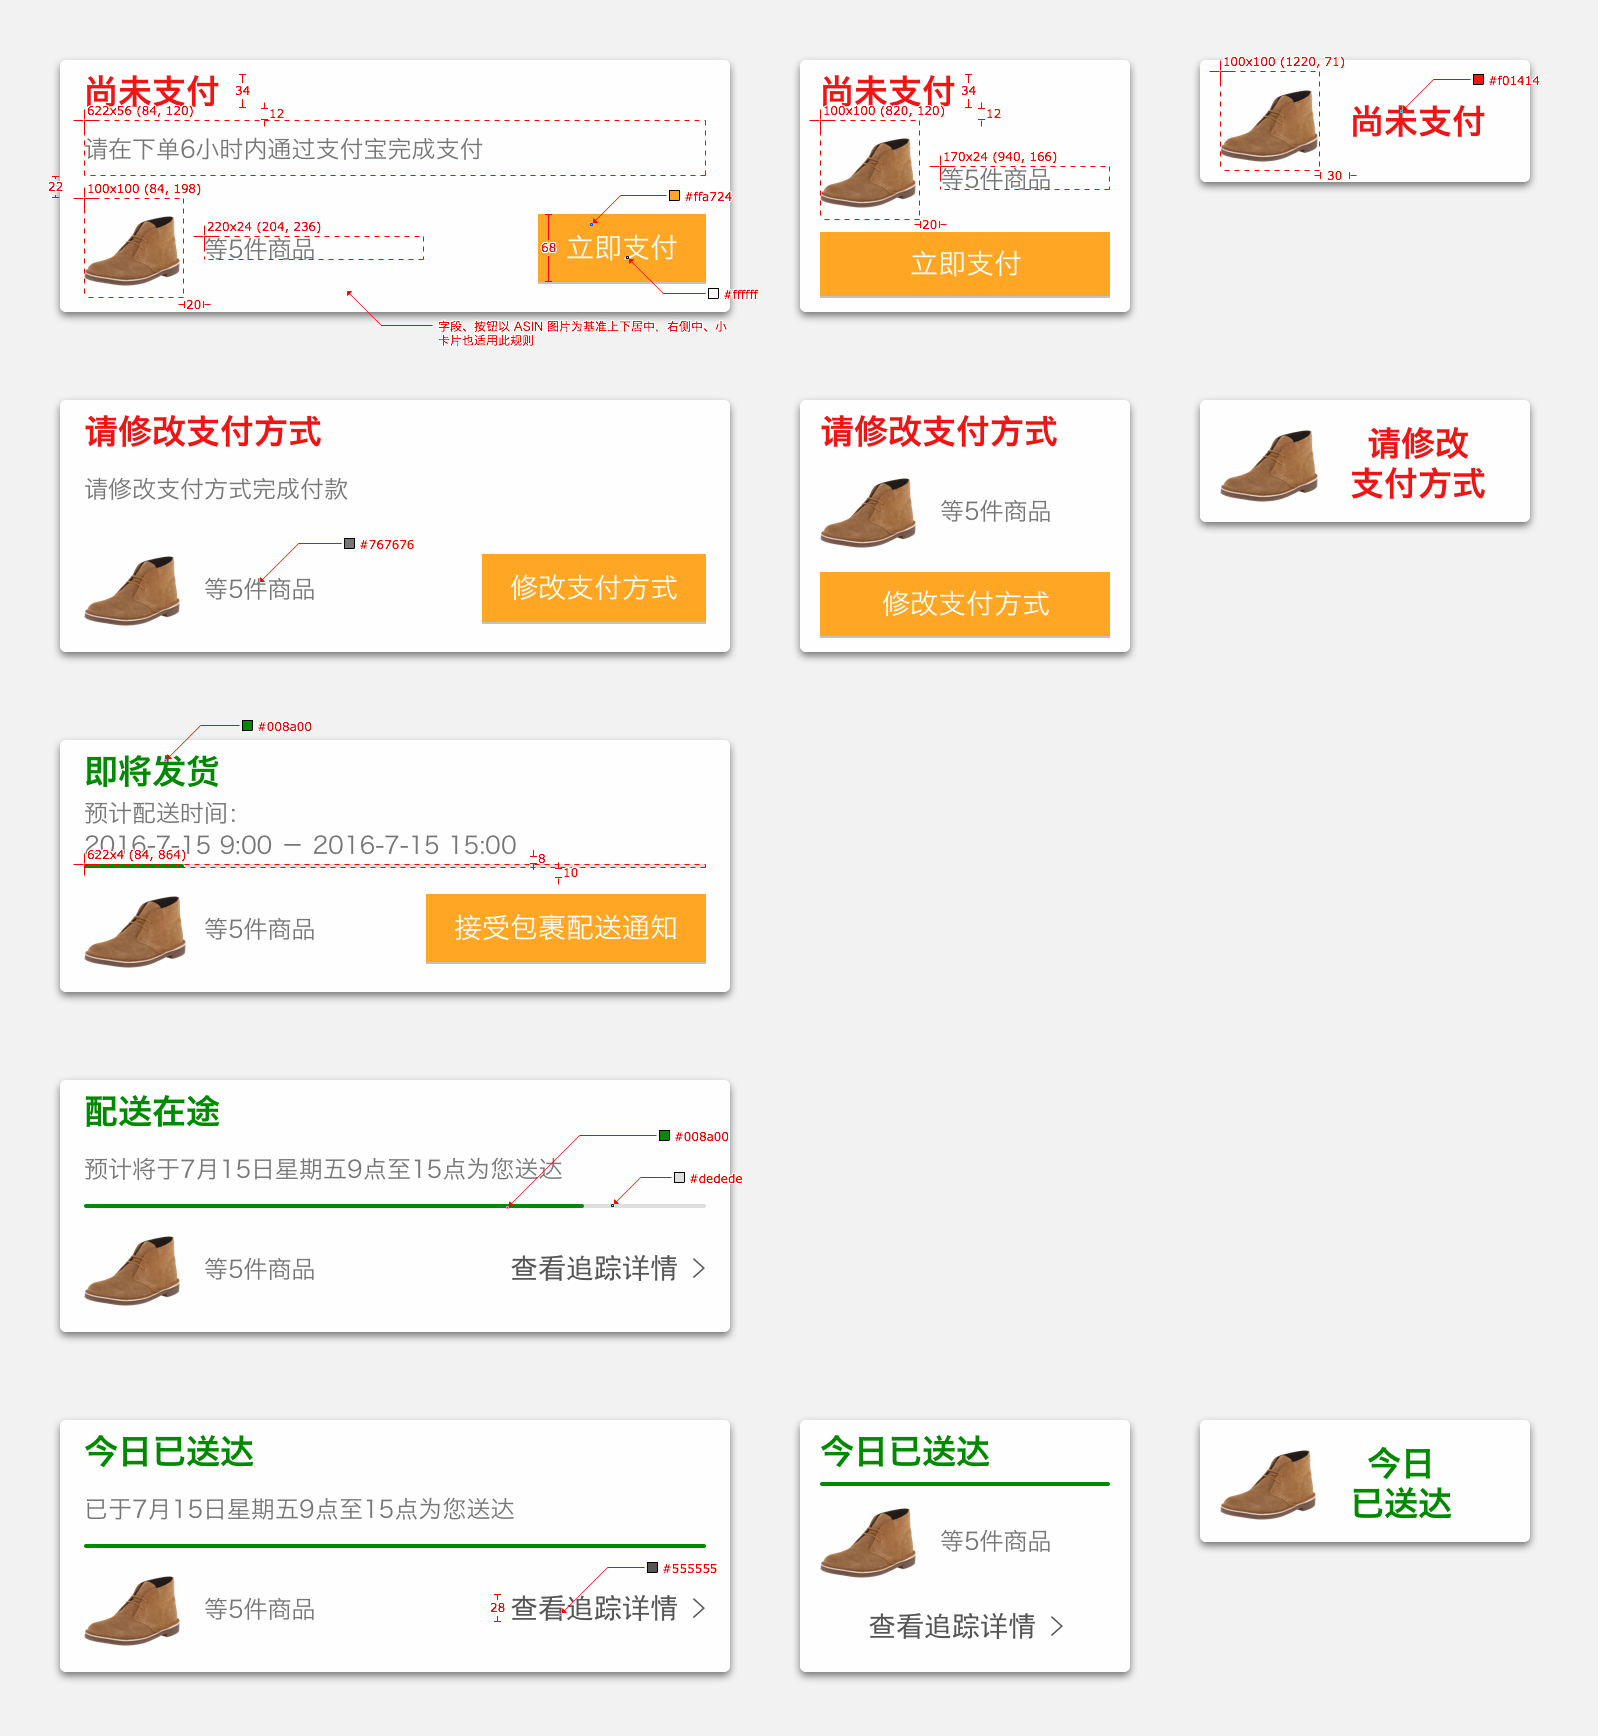 尚未支付
34
622x56 (84, 120)
12
请在下单6小时内通过支付宝完成支付
22
100x100 (84, 198)
220x24 (204, 236)
等5件商品
20
#ffa724
68
立即支付
#ffffff
字段、按钮以 ASIN 图片为基准上下居中，右侧中、小
卡片也适用此规则
尚未支付
34
100x100 (820, 120)
12
170x24 (940, 166)
等5件商品
20
立即支付
100x100 (1220, 71)
#f01414
尚未支付
30
请修改支付方式
请修改支付方式完成付款
#767676
等5件商品
修改支付方式
请修改支付方式
等5件商品
修改支付方式
请修改
支付方式
#008a00
即将发货
预计配送时间：
2016-7-15 9:00 － 2016-7-15 15:00
622x4 (84, 864)
8
10
等5件商品
接受包裹配送通知
配送在途
#008a00
预计将于7月15日星期五9点至15点为您送达
#dedede
等5件商品
查看追踪详情
今日已送达
已于7月15日星期五9点至15点为您送达
#555555
等5件商品
28
查看追踪详情
今日已送达
等5件商品
查看追踪详情
今日
已送达